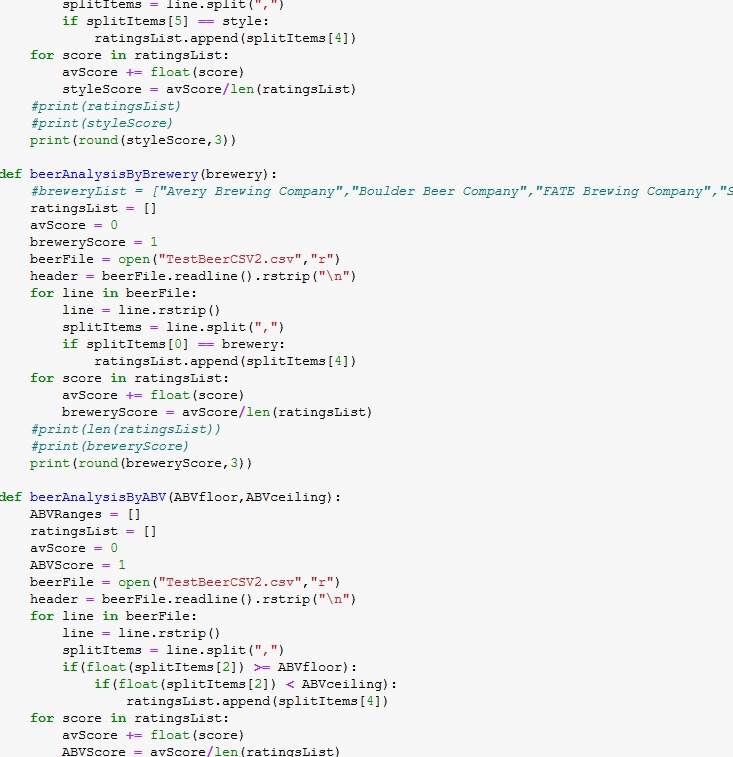 splitItems = line.split(",")
        if splitItems[5] == style:
            ratingsList.append(splitItems[4])
    for score in ratingsList:
        avScore += float(score)
        styleScore = avScore/len(ratingsList)
    #print(ratingsList)
    #print(styleScore)
    print(round(styleScore,3))

def beerAnalysisByBrewery(brewery):
    #breweryList = ["Avery Brewing Company","Boulder Beer Company","FATE Brewing Company","S
    ratingsList = []
    avScore = 0
    breweryScore = 1
    beerFile = open("TestBeerCSV2.csv","r")
    header = beerFile.readline().rstrip("\n")
    for line in beerFile:
        line = line.rstrip()
        splitItems = line.split(",")
        if splitItems[0] == brewery:
            ratingsList.append(splitItems[4])
    for score in ratingsList:
        avScore += float(score)
        breweryScore = avScore/len(ratingsList)
    #print(len(ratingsList))
    #print(breweryScore)
    print(round(breweryScore,3))

def beerAnalysisByABV(ABVfloor,ABVceiling):
    ABVRanges = []
    ratingsList = []
    avScore = 0
    ABVScore = 1
    beerFile = open("TestBeerCSV2.csv","r")
    header = beerFile.readline().rstrip("\n")
    for line in beerFile:
        line = line.rstrip()
        splitItems = line.split(",")
        if(float(splitItems[2]) >= ABVfloor):
            if(float(splitItems[2]) < ABVceiling):
                ratingsList.append(splitItems[4])
    for score in ratingsList:
        avScore += float(score)
        ABVScore = avScore/len(ratingsList)